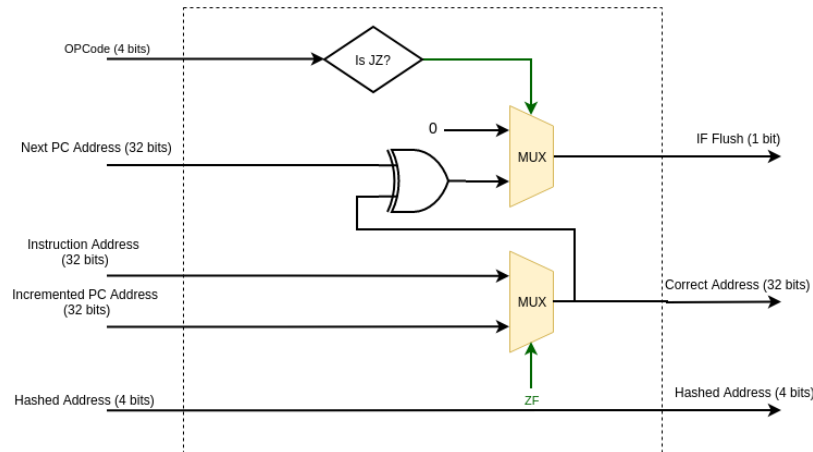 OPCode (4 bits)
Is JZ?
0
Next PC Address (32 bits)
MUX
IF Flush (1 bit)
Instruction Address
(32 bits)
Incremented PC Address
(32 bits)
MUX
Correct Address (32 bits)
ZF
Hashed Address (4 bits)
Hashed Address (4 bits)